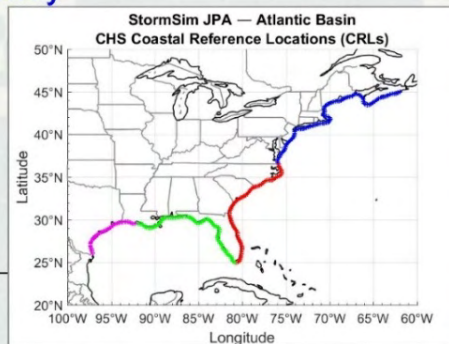 StormSim JPA — Atlantic Basin
CHS Coastal Reference Locations (CRLs)
50°N
45°N
40°N
35°N
30°N
25°N
20°N
Latitude
100°W 95°W 90°W 85°W 80°W 75°W 70°W 65°W 60°W
Longitude